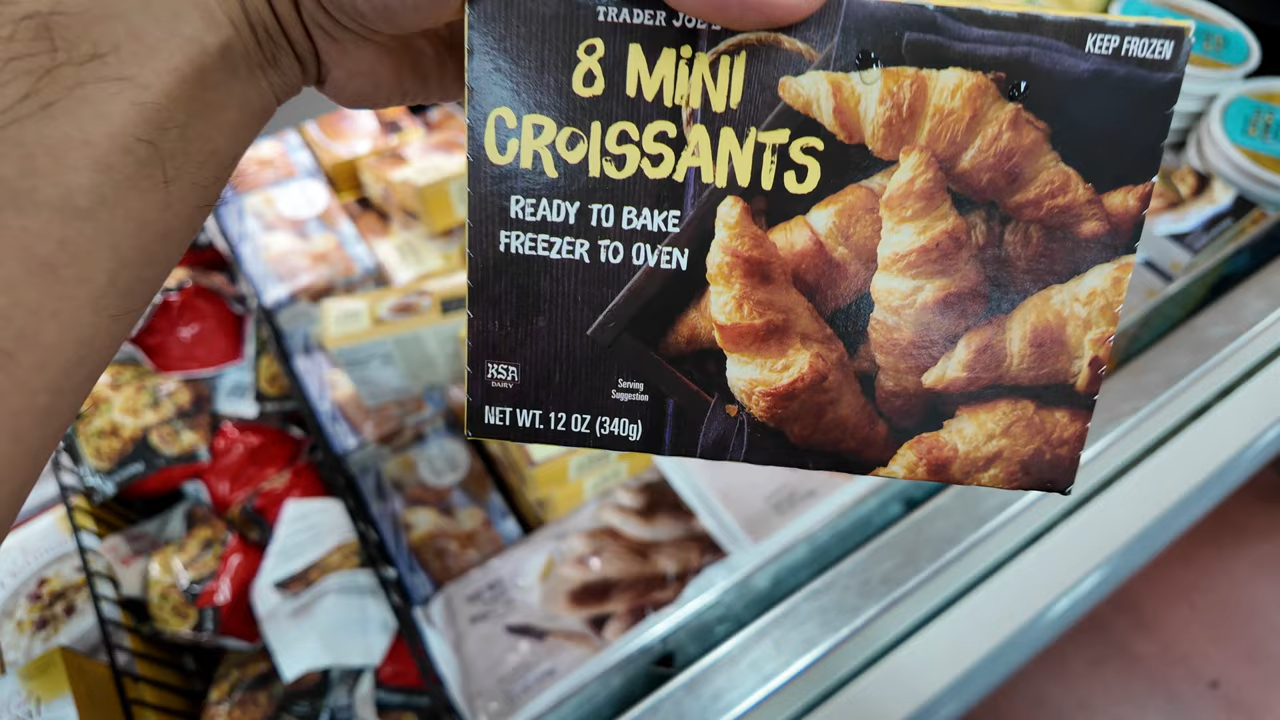 TRADER JOE'S
8 MiNi
CROISSANTS
READY TO BAKE
FREEZER TO OVEN
KEEP FROZEN
KSA
DAIRY
Serving
Suggestion
NET WT. 12 OZ (340g)